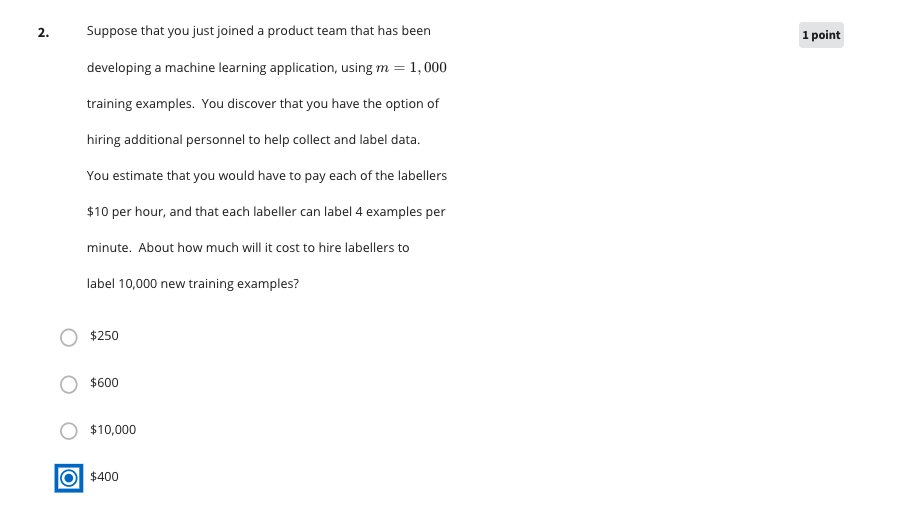 2.
1 point
Suppose that you just joined a product team that has been
developing a machine learning application, using m = 1, 000
training examples.  You discover that you have the option of
hiring additional personnel to help collect and label data.
You estimate that you would have to pay each of the labellers
$10 per hour, and that each labeller can label 4 examples per
minute.  About how much will it cost to hire labellers to
label 10,000 new training examples?
$250
$600
$10,000
$400